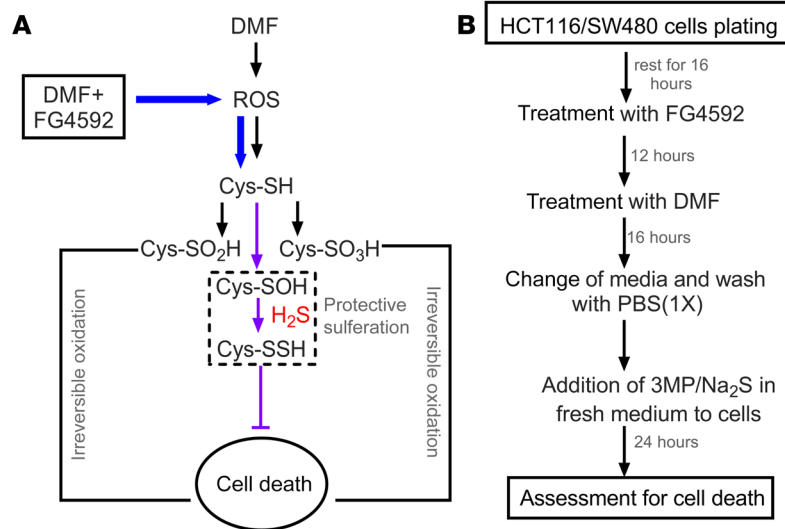 A
DMF
DMF+
FG4592
ROS
Cys-SH
Cys-SO₂H
Cys-SO₃H
Cys-SOH
H₂S
Protective
sulferation
Cys-SSH
Irreversible oxidation
Irreversible oxidation
Cell death
B
HCT116/SW480 cells plating
rest for 16
hours
Treatment with FG4592
12 hours
Treatment with DMF
16 hours
Change of media and wash
with PBS(1X)
Addition of 3MP/Na₂S in
fresh medium to cells
24 hours
Assessment for cell death